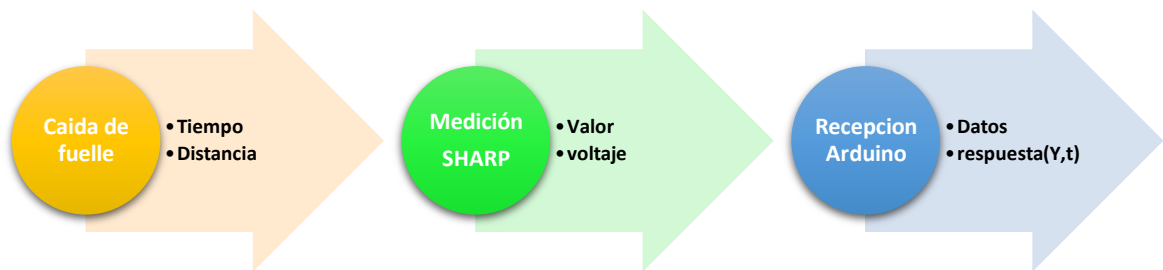 Caida de
fuelle
• Tiempo
• Distancia
Medición
SHARP
• Valor
• voltaje
Recepcion
Arduino
• Datos
• respuesta(Y,t)